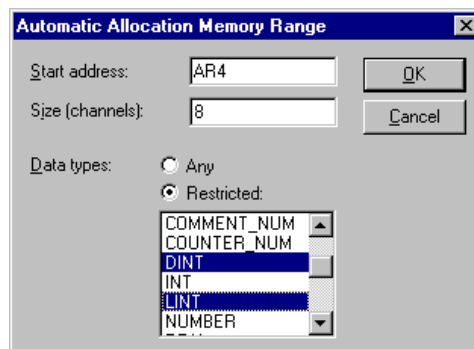 Automatic Allocation Memory Range
Start address: AR4 OK
Size (channels): 8 Cancel
Data types: Any
Restricted:
COMMENT_NUM
COUNTER_NUM
DINT
INT
LINT
NUMBER